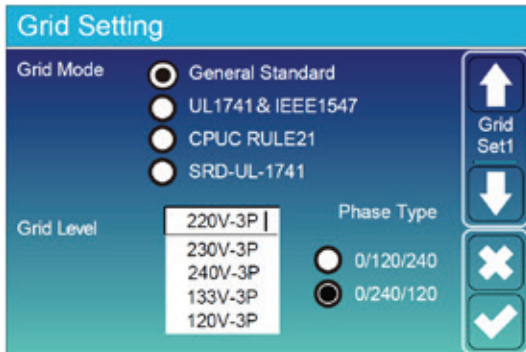 Grid Setting
Grid Mode
General Standard
UL1741 & IEEE1547
CPUC RULE21
SRD-UL-1741
Grid Level
220V-3P
230V-3P
240V-3P
133V-3P
120V-3P
Phase Type
0/120/240
0/240/120
Grid
Set1